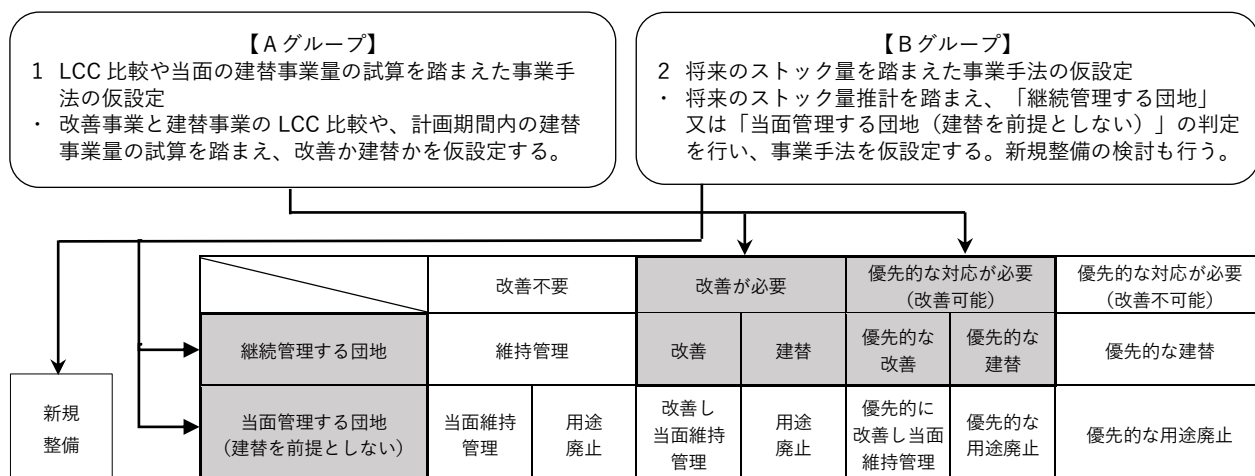 【Aグループ】
1 LCC 比較や当面の建替事業量の試算を踏まえた事業手
法の仮設定
・ 改善事業と建替事業の LCC 比較や、計画期間内の建替
事業量の試算を踏まえ、改善か建替かを仮設定する。
【Bグループ】
2 将来のストック量を踏まえた事業手法の仮設定
・ 将来のストック量推計を踏まえ、「継続管理する団地」
又は「当面管理する団地(建替を前提としない)」の判定
を行い、事業手法を仮設定する。新規整備の検討も行う。
改善不要
改善が必要
優先的な対応が必要
(改善可能)
優先的な対応が必要
(改善不可能)
継続管理する団地
維持管理
改善
建替
優先的な
改善
優先的な
建替
優先的な建替
新規
整備
当面管理する団地
(建替を前提としない)
当面維持
管理
用途
廃止
改善し
当面維持
管理
用途
廃止
優先的に
改善し当面
維持管理
優先的な
用途廃止
優先的な用途廃止